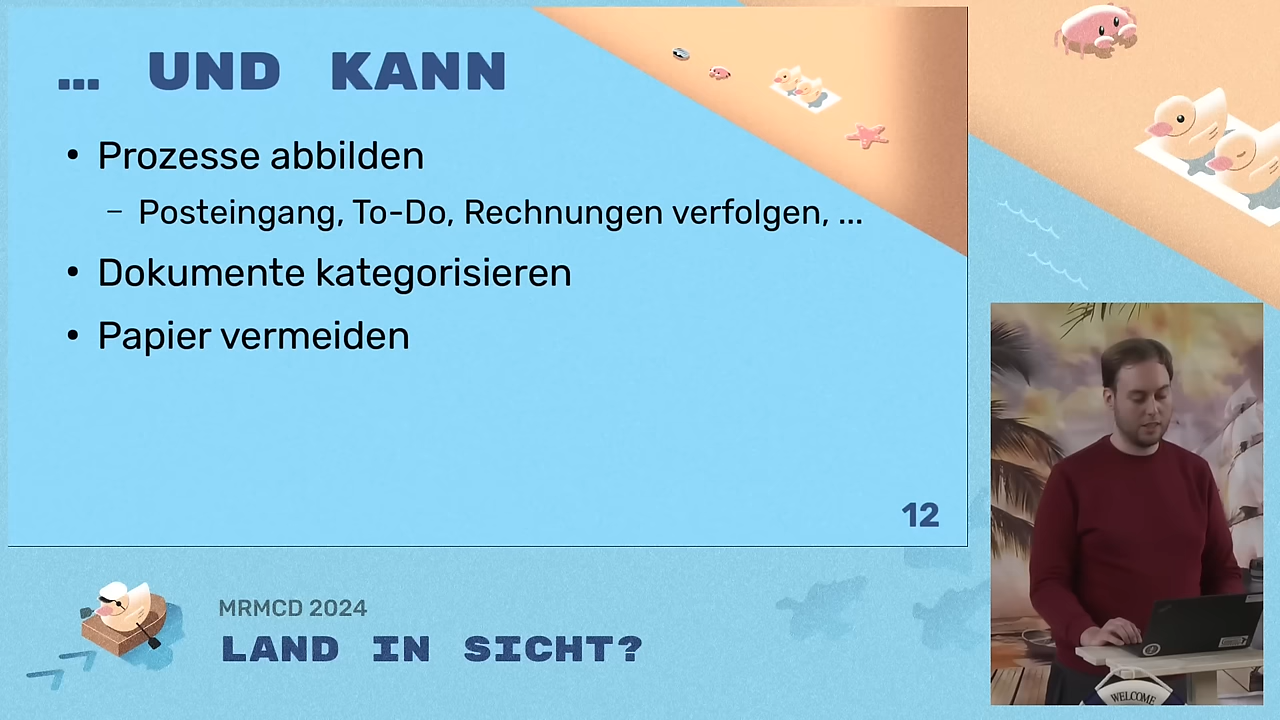 ... UND KANN
• Prozesse abbilden
– Posteingang, To-Do, Rechnungen verfolgen, ...
• Dokumente kategorisieren
• Papier vermeiden
12
MRMCD 2024
LAND IN SICHT?
WELCOME